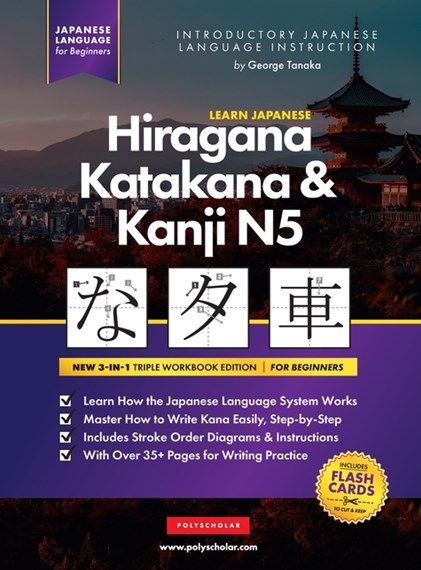 JAPANESE
LANGUAGE
for Beginners
INTRODUCTORY JAPANESE
LANGUAGE INSTRUCTION
by George Tanaka
LEARN JAPANESE
Hiragana
Katakana &
Kanji N5
な タ 車
NEW 3-IN-1 TRIPLE WORKBOOK EDITION | FOR BEGINNERS
Learn How the Japanese Language System Works
Master How to Write Kana Easily, Step-by-Step
Includes Stroke Order Diagrams & Instructions
With Over 35+ Pages for Writing Practice
INCLUDES
FLASH
CARDS
TO CUT & KEEP
POLYSCHOLAR
www.polyscholar.com